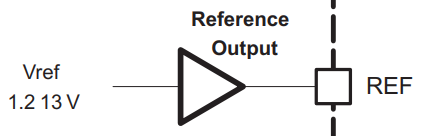 Reference
Output
Vref
1.2 13 V
REF